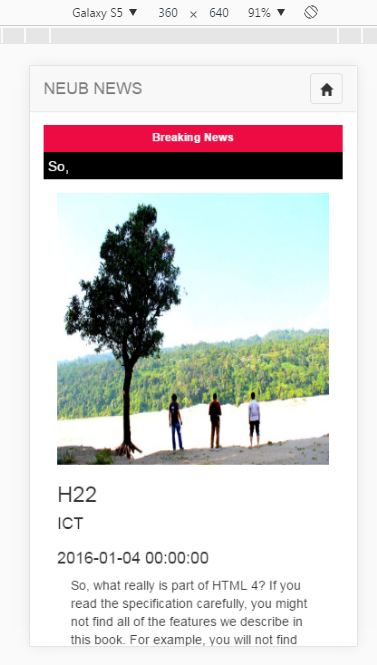 Galaxy S5 ▼ 360 × 640 91% ▼
NEUB NEWS
Breaking News
So,
H22
ICT
2016-01-04 00:00:00
So, what really is part of HTML 4? If you
read the specification carefully, you might
not find all of the features we describe in
this book. For example, you will not find